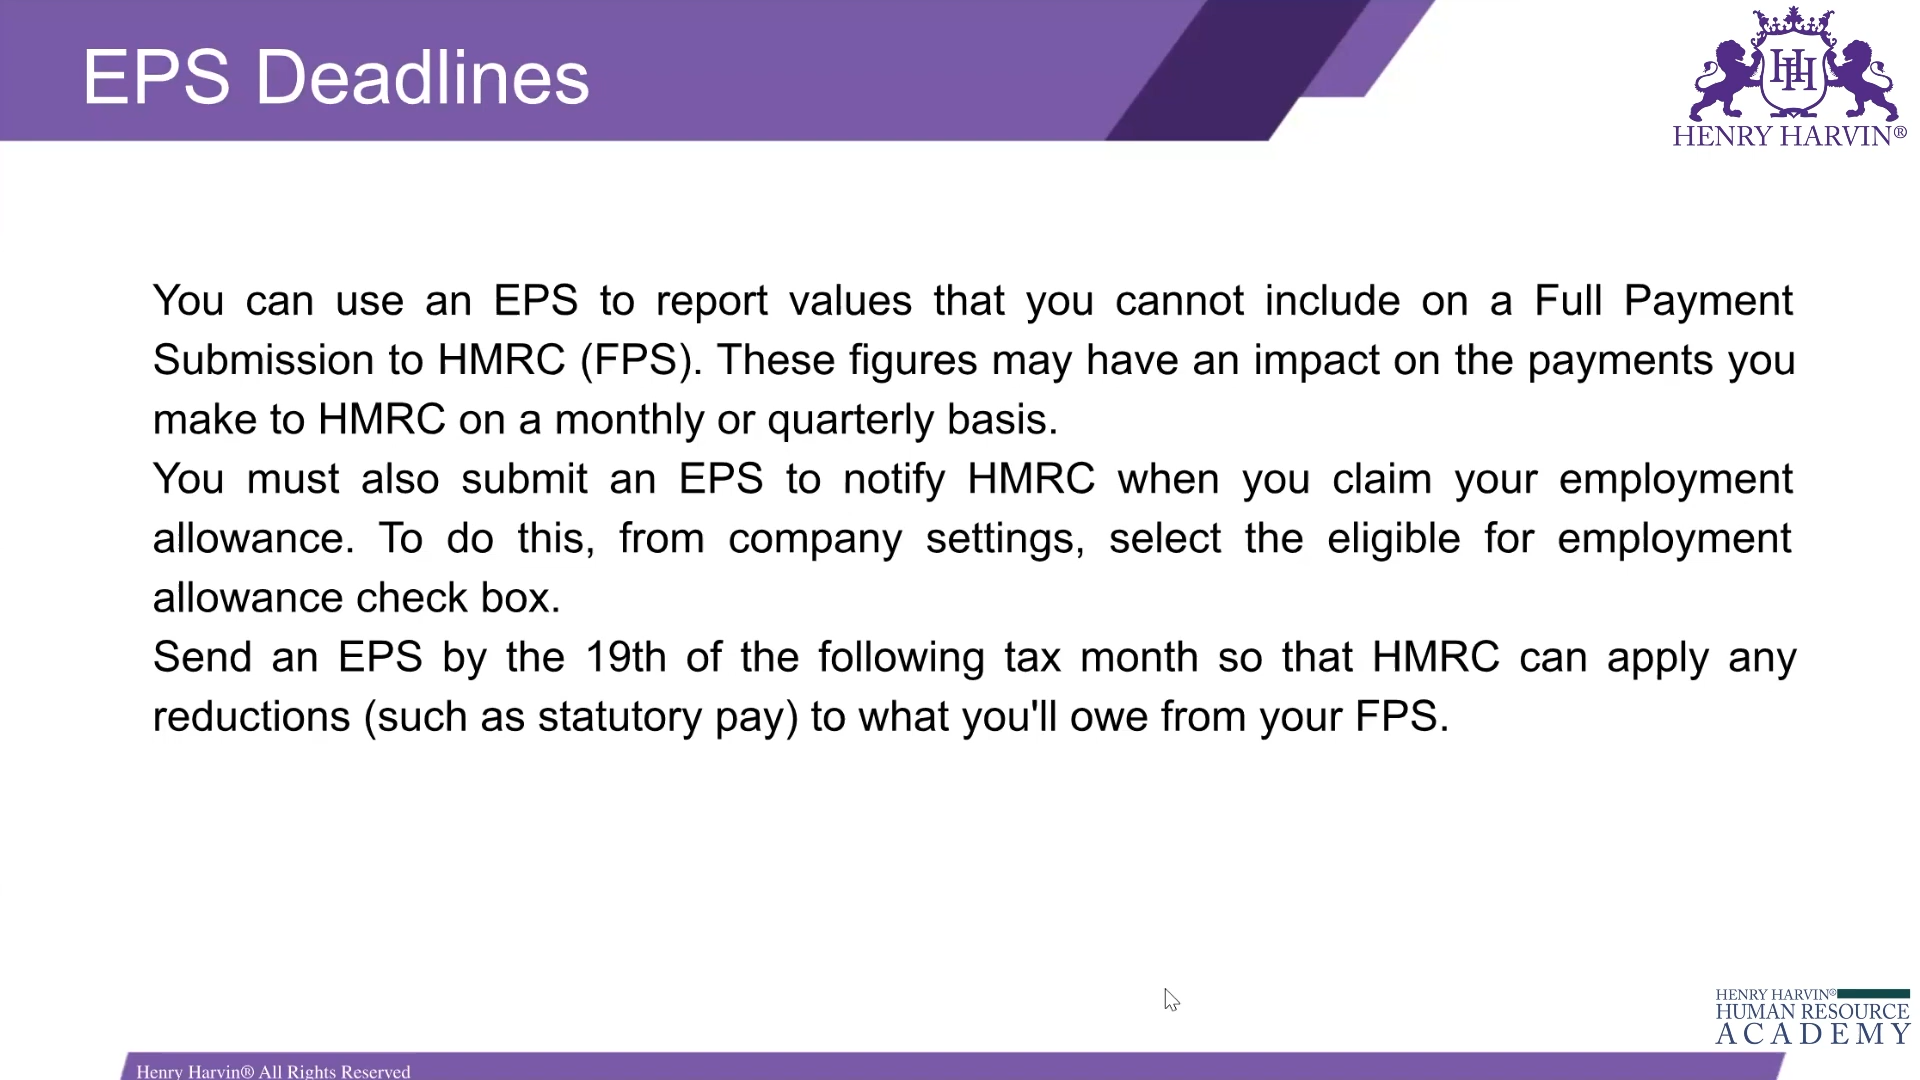 EPS Deadlines
HH
HENRY HARVIN®
You can use an EPS to report values that you cannot include on a Full Payment
Submission to HMRC (FPS). These figures may have an impact on the payments you
make to HMRC on a monthly or quarterly basis.
You must also submit an EPS to notify HMRC when you claim your employment
allowance. To do this, from company settings, select the eligible for employment
allowance check box.
Send an EPS by the 19th of the following tax month so that HMRC can apply any
reductions (such as statutory pay) to what you'll owe from your FPS.
HENRY HARVIN®
HUMAN RESOURCE
ACADEMY
Henry Harvin® All Rights Reserved